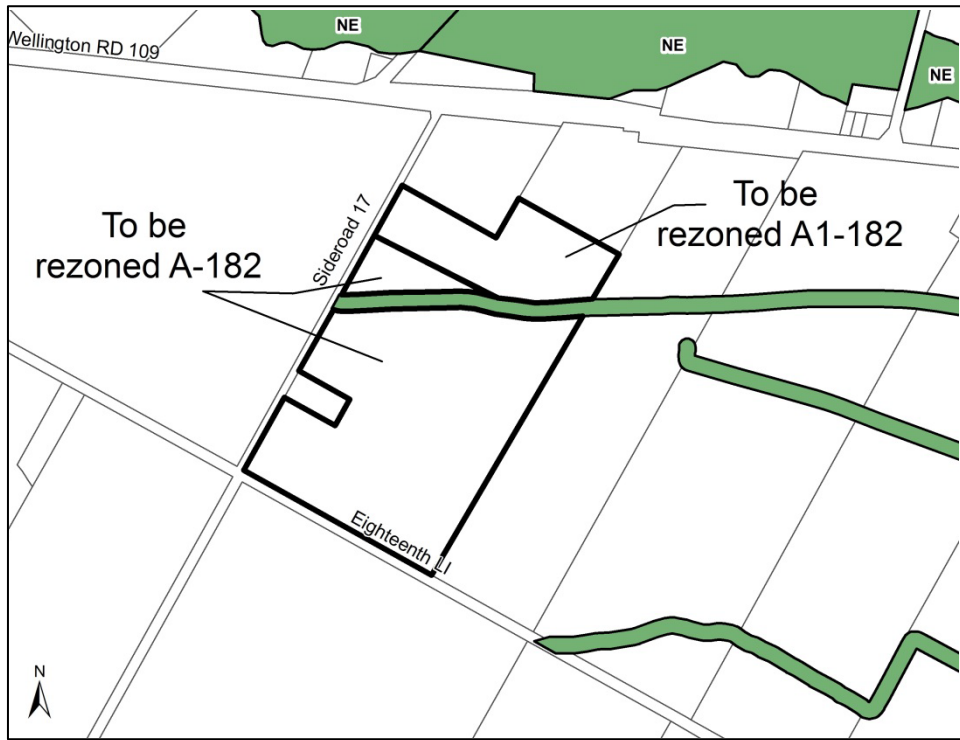 NE
NE
NE
Wellington RD 109
Sideroad 17
To be
rezoned A-182
To be
rezoned A1-182
Eighteenth LI
N